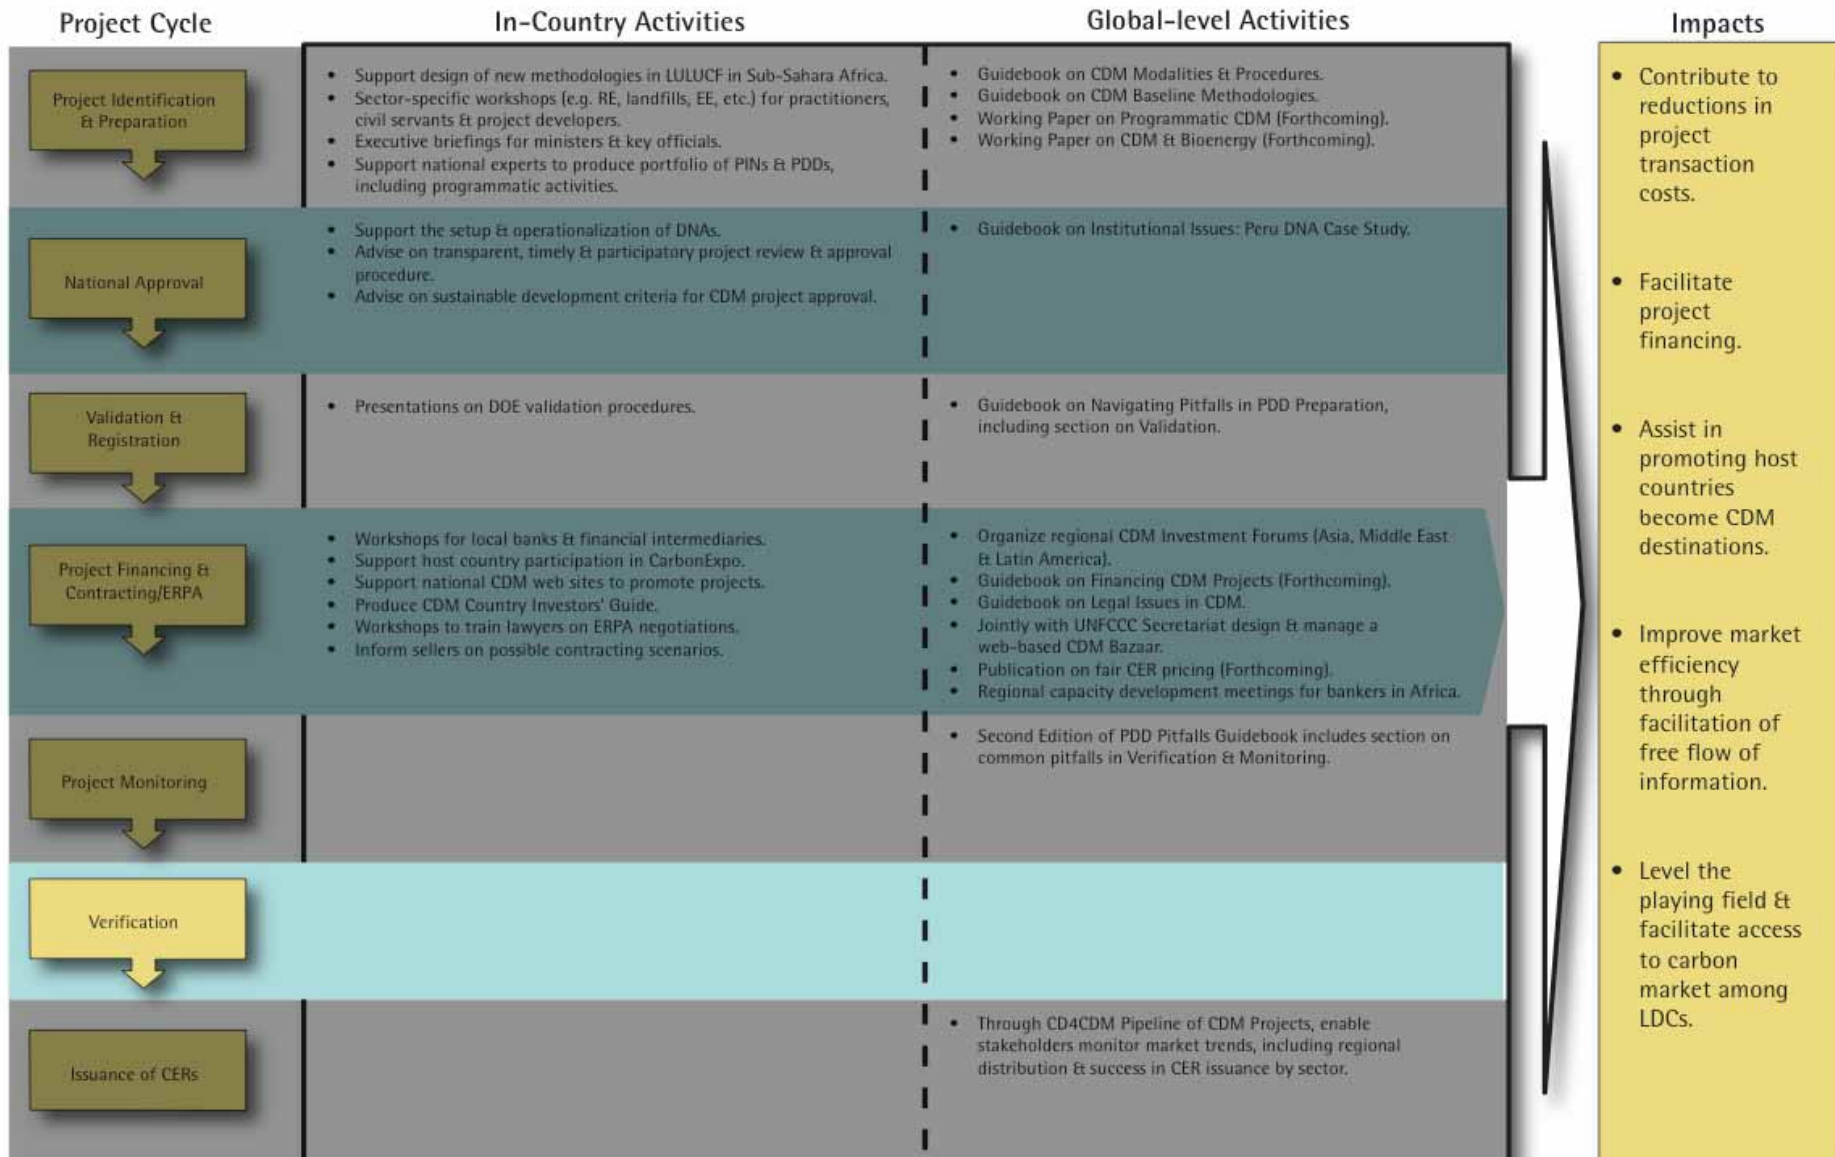 Project Cycle
In-Country Activities
Global-level Activities
Impacts
Project Identification
& Preparation
• Support design of new methodologies in LULUCF in Sub-Sahara Africa.
• Sector-specific workshops (e.g. RE, landfills, EE, etc.) for practitioners,
civil servants & project developers.
• Executive briefings for ministers & key officials.
• Support national experts to produce portfolio of PINs & PDDs,
including programmatic activities.
• Guidebook on CDM Modalities & Procedures.
• Guidebook on CDM Baseline Methodologies.
• Working Paper on Programmatic CDM (Forthcoming).
• Working Paper on CDM & Bioenergy (Forthcoming).
National Approval
• Support the setup & operationalization of DNAs.
• Advise on transparent, timely & participatory project review & approval
procedure.
• Advise on sustainable development criteria for CDM project approval.
• Guidebook on Institutional Issues: Peru DNA Case Study.
Validation &
Registration
• Presentations on DOE validation procedures.
• Guidebook on Navigating Pitfalls in PDD Preparation,
including section on Validation.
Project Financing &
Contracting/ERPA
• Workshops for local banks & financial intermediaries.
• Support host country participation in CarbonExpo.
• Support national CDM web sites to promote projects.
• Produce CDM Country Investors' Guide.
• Workshops to train lawyers on ERPA negotiations.
• Inform sellers on possible contracting scenarios.
• Organize regional CDM Investment Forums (Asia, Middle East
& Latin America).
• Guidebook on Financing CDM Projects (Forthcoming).
• Guidebook on Legal Issues in CDM.
• Jointly with UNFCCC Secretariat design & manage a
web-based CDM Bazaar.
• Publication on fair CER pricing (Forthcoming).
• Regional capacity development meetings for bankers in Africa.
Project Monitoring
• Second Edition of PDD Pitfalls Guidebook includes section on
common pitfalls in Verification & Monitoring.
Verification
Issuance of CERs
• Through CD4CDM Pipeline of CDM Projects, enable
stakeholders monitor market trends, including regional
distribution & success in CER issuance by sector.
• Contribute to
reductions in
project
transaction
costs.
• Facilitate
project
financing.
• Assist in
promoting host
countries
become CDM
destinations.
• Improve market
efficiency
through
facilitation of
free flow of
information.
• Level the
playing field &
facilitate access
to carbon
market among
LDCs.